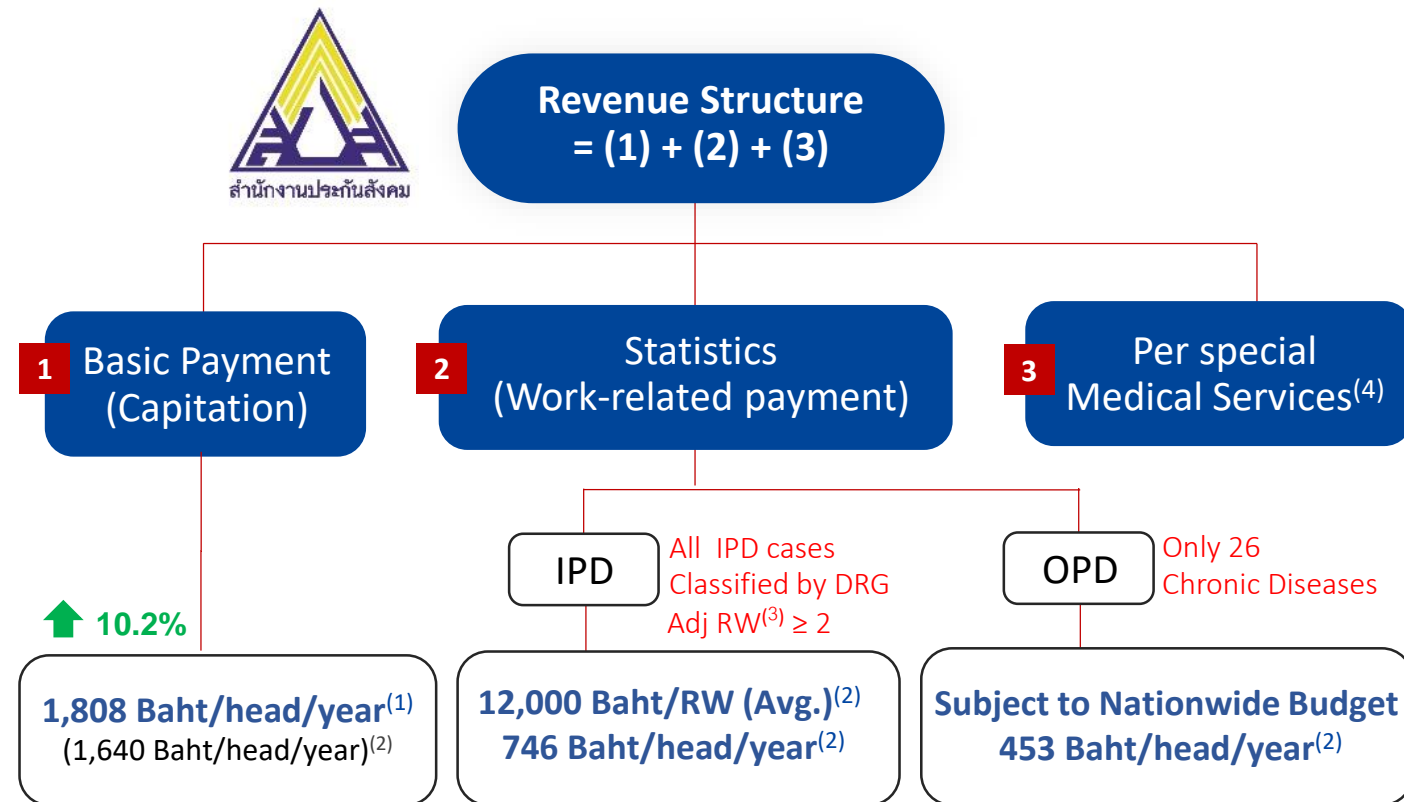 สำนักงานประกันสังคม
Revenue Structure
= (1) + (2) + (3)
1
Basic Payment
(Capitation)
2
Statistics
(Work-related payment)
3
Per special
Medical Services(4)
IPD
All IPD cases
Classified by DRG
Adj RW(3) ≥ 2
OPD
Only 26
Chronic Diseases
10.2%
1,808 Baht/head/year(1)
(1,640 Baht/head/year)(2)
12,000 Baht/RW (Avg.)(2)
746 Baht/head/year(2)
Subject to Nationwide Budget
453 Baht/head/year(2)